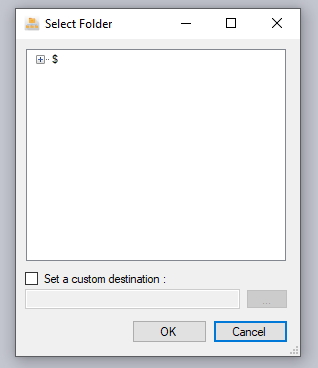 Select Folder
$
Set a custom destination :
...
OK Cancel